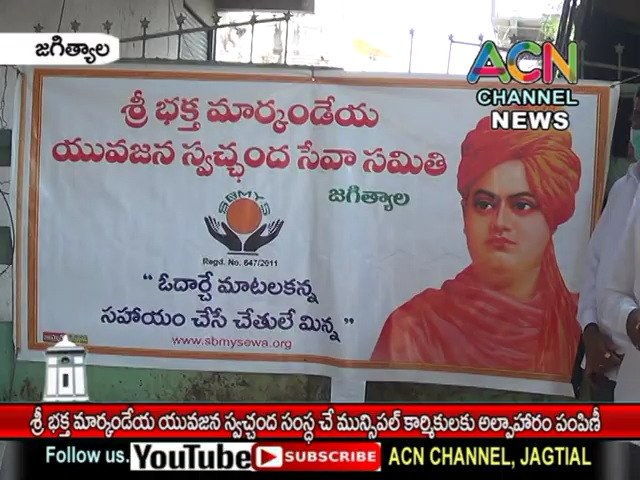 జగిత్యాల
ACN
CHANNEL
NEWS
శ్రీ భక్త మార్కండేయ
యువజన స్వచ్ఛంద సేవా సమితి
జగిత్యాల
SBMYS
Regd. No. 647/2011
“ ఓదార్చే మాటలకన్న
సహాయం చేసే చేతులే మిన్న ”
www.sbmysewa.org
శ్రీ భక్త మార్కండేయ యువజన స్వచ్ఛంద సంస్థ చే మున్సిపల్ కార్మికులకు అల్పాహారం పంపిణీ
Follow us. YouTube SUBSCRIBE ACN CHANNEL, JAGTIAL